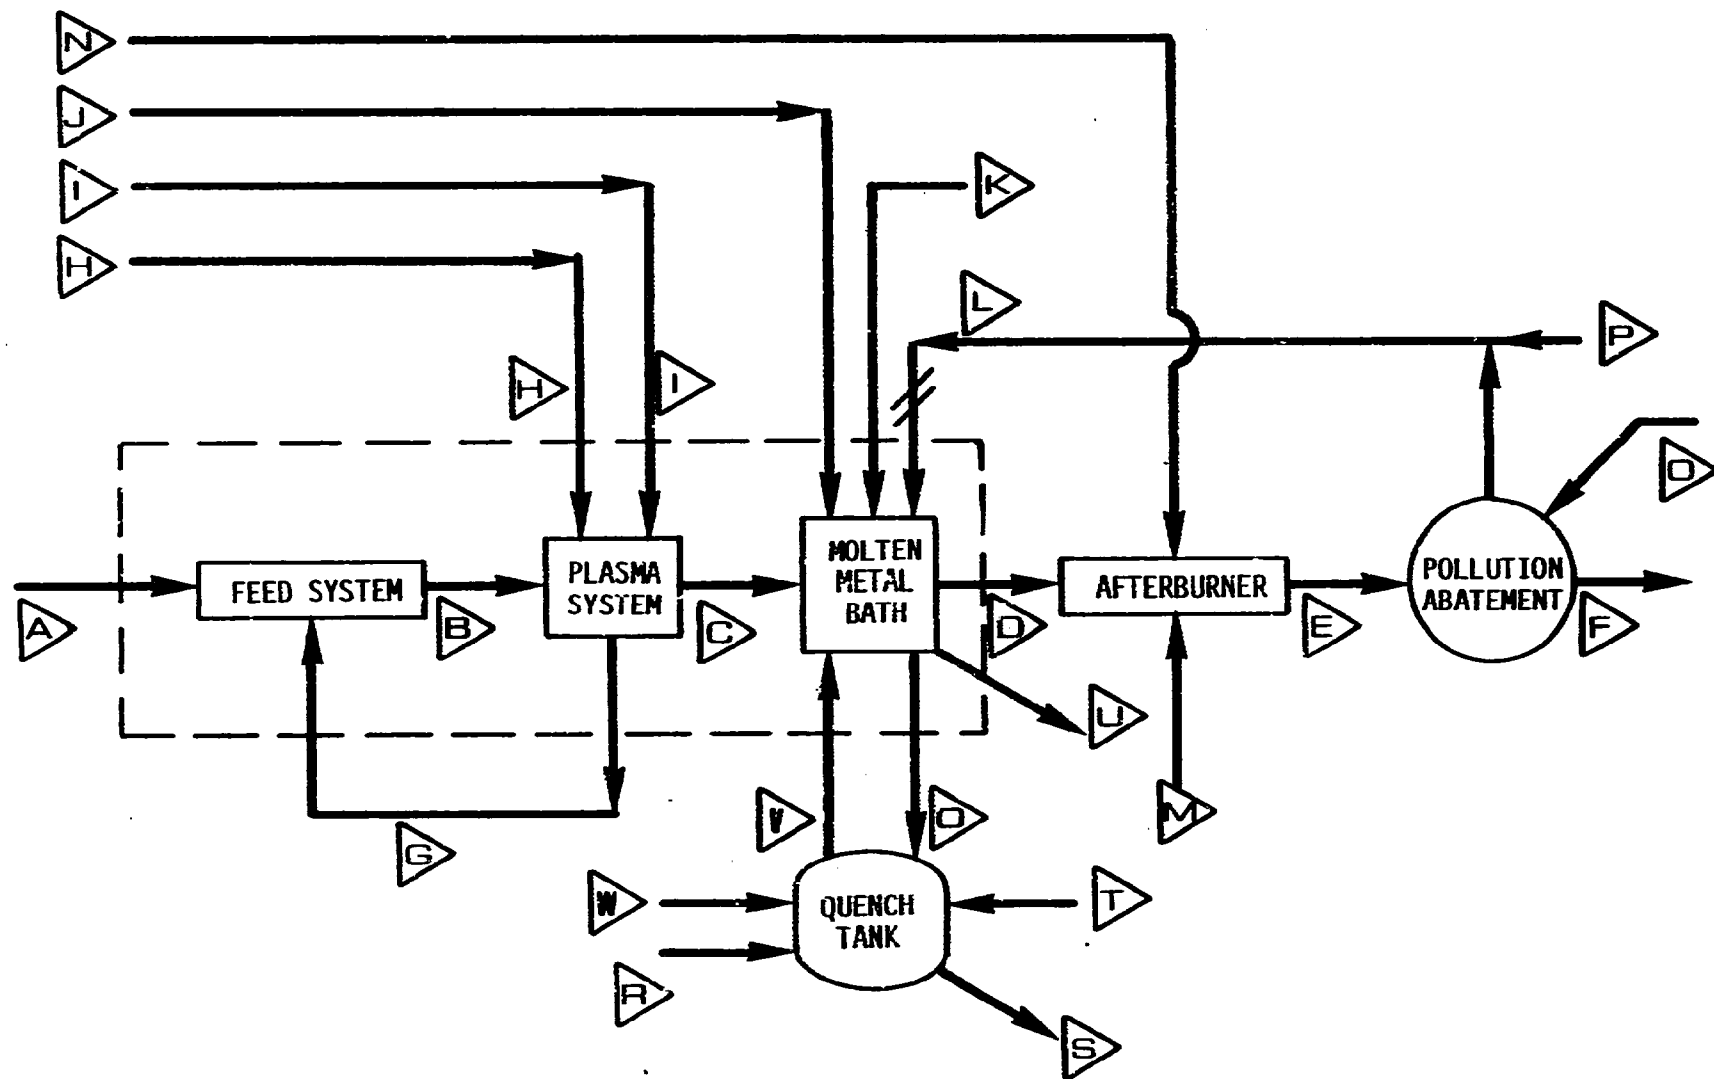 N
J
I
K
H
L
P
H
I
O
MOLTEN
METAL
BATH
PLASMA
SYSTEM
FEED SYSTEM
AFTERBURNER
POLLUTION
ABATEMENT
A
B
C
D
E
F
U
V
O
M
G
W
QUENCH
TANK
T
R
S